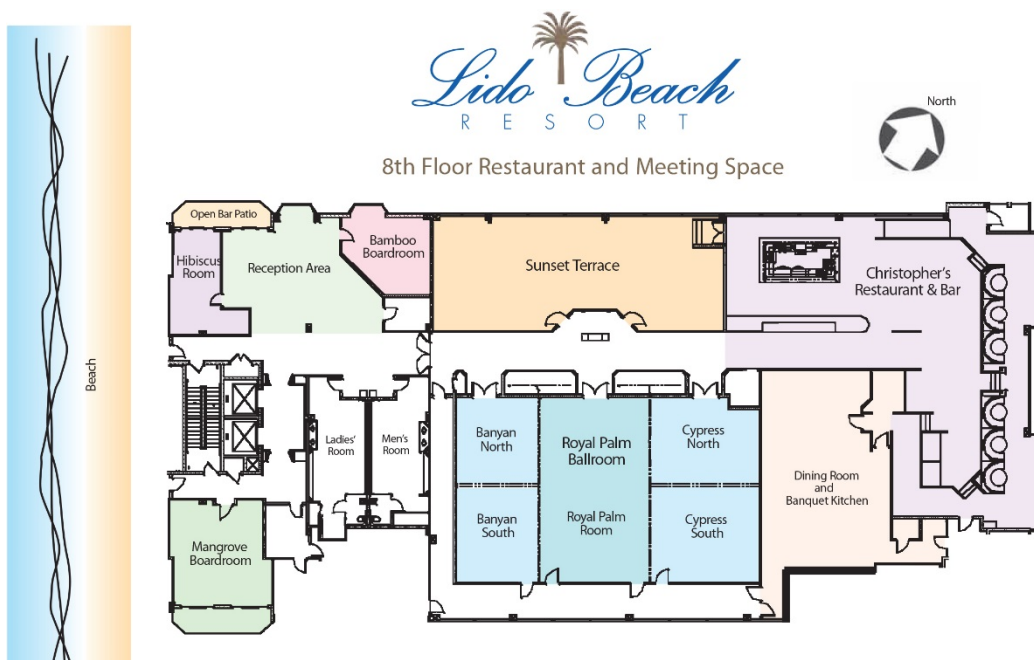 Lido Beach
RESORT
North
8th Floor Restaurant and Meeting Space
Open Bar Patio
Hibiscus
Room
Reception Area
Bamboo
Boardroom
Sunset Terrace
Christopher's
Restaurant & Bar
Beach
Ladies'
Room
Men's
Room
Banyan
North
Royal Palm
Ballroom
Cypress
North
Dining Room
and
Banquet Kitchen
Banyan
South
Royal Palm
Room
Cypress
South
Mangrove
Boardroom